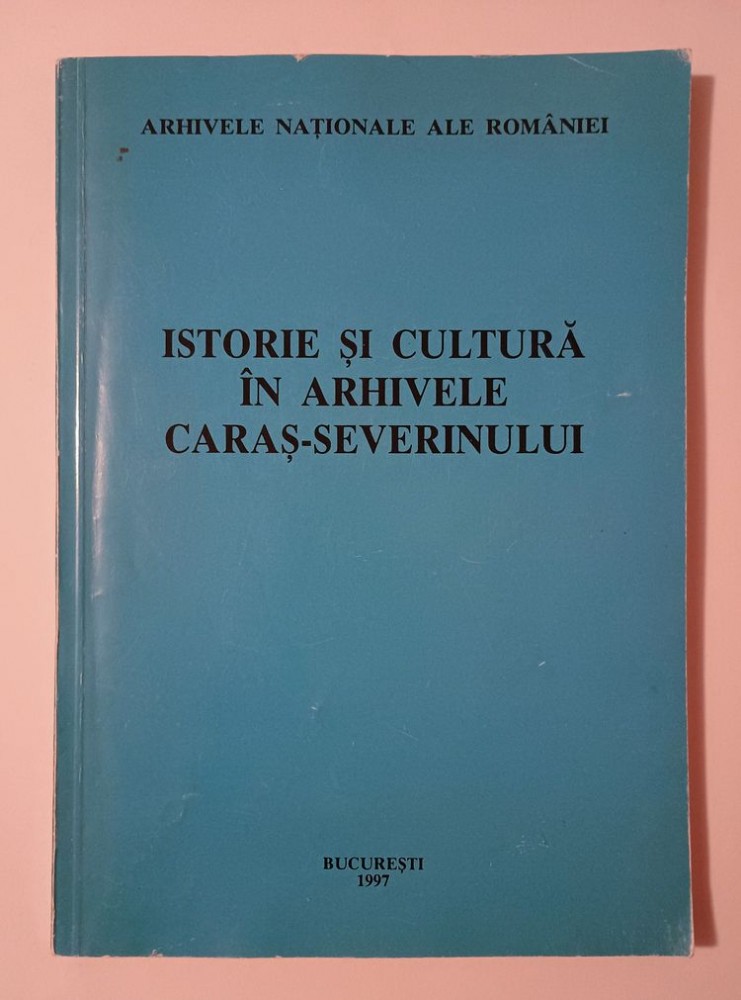 ARHIVELE NAȚIONALE ALE ROMÂNIEI
ISTORIE ȘI CULTURĂ
ÎN ARHIVELE
CARAȘ-SEVERINULUI
BUCUREȘTI
1997